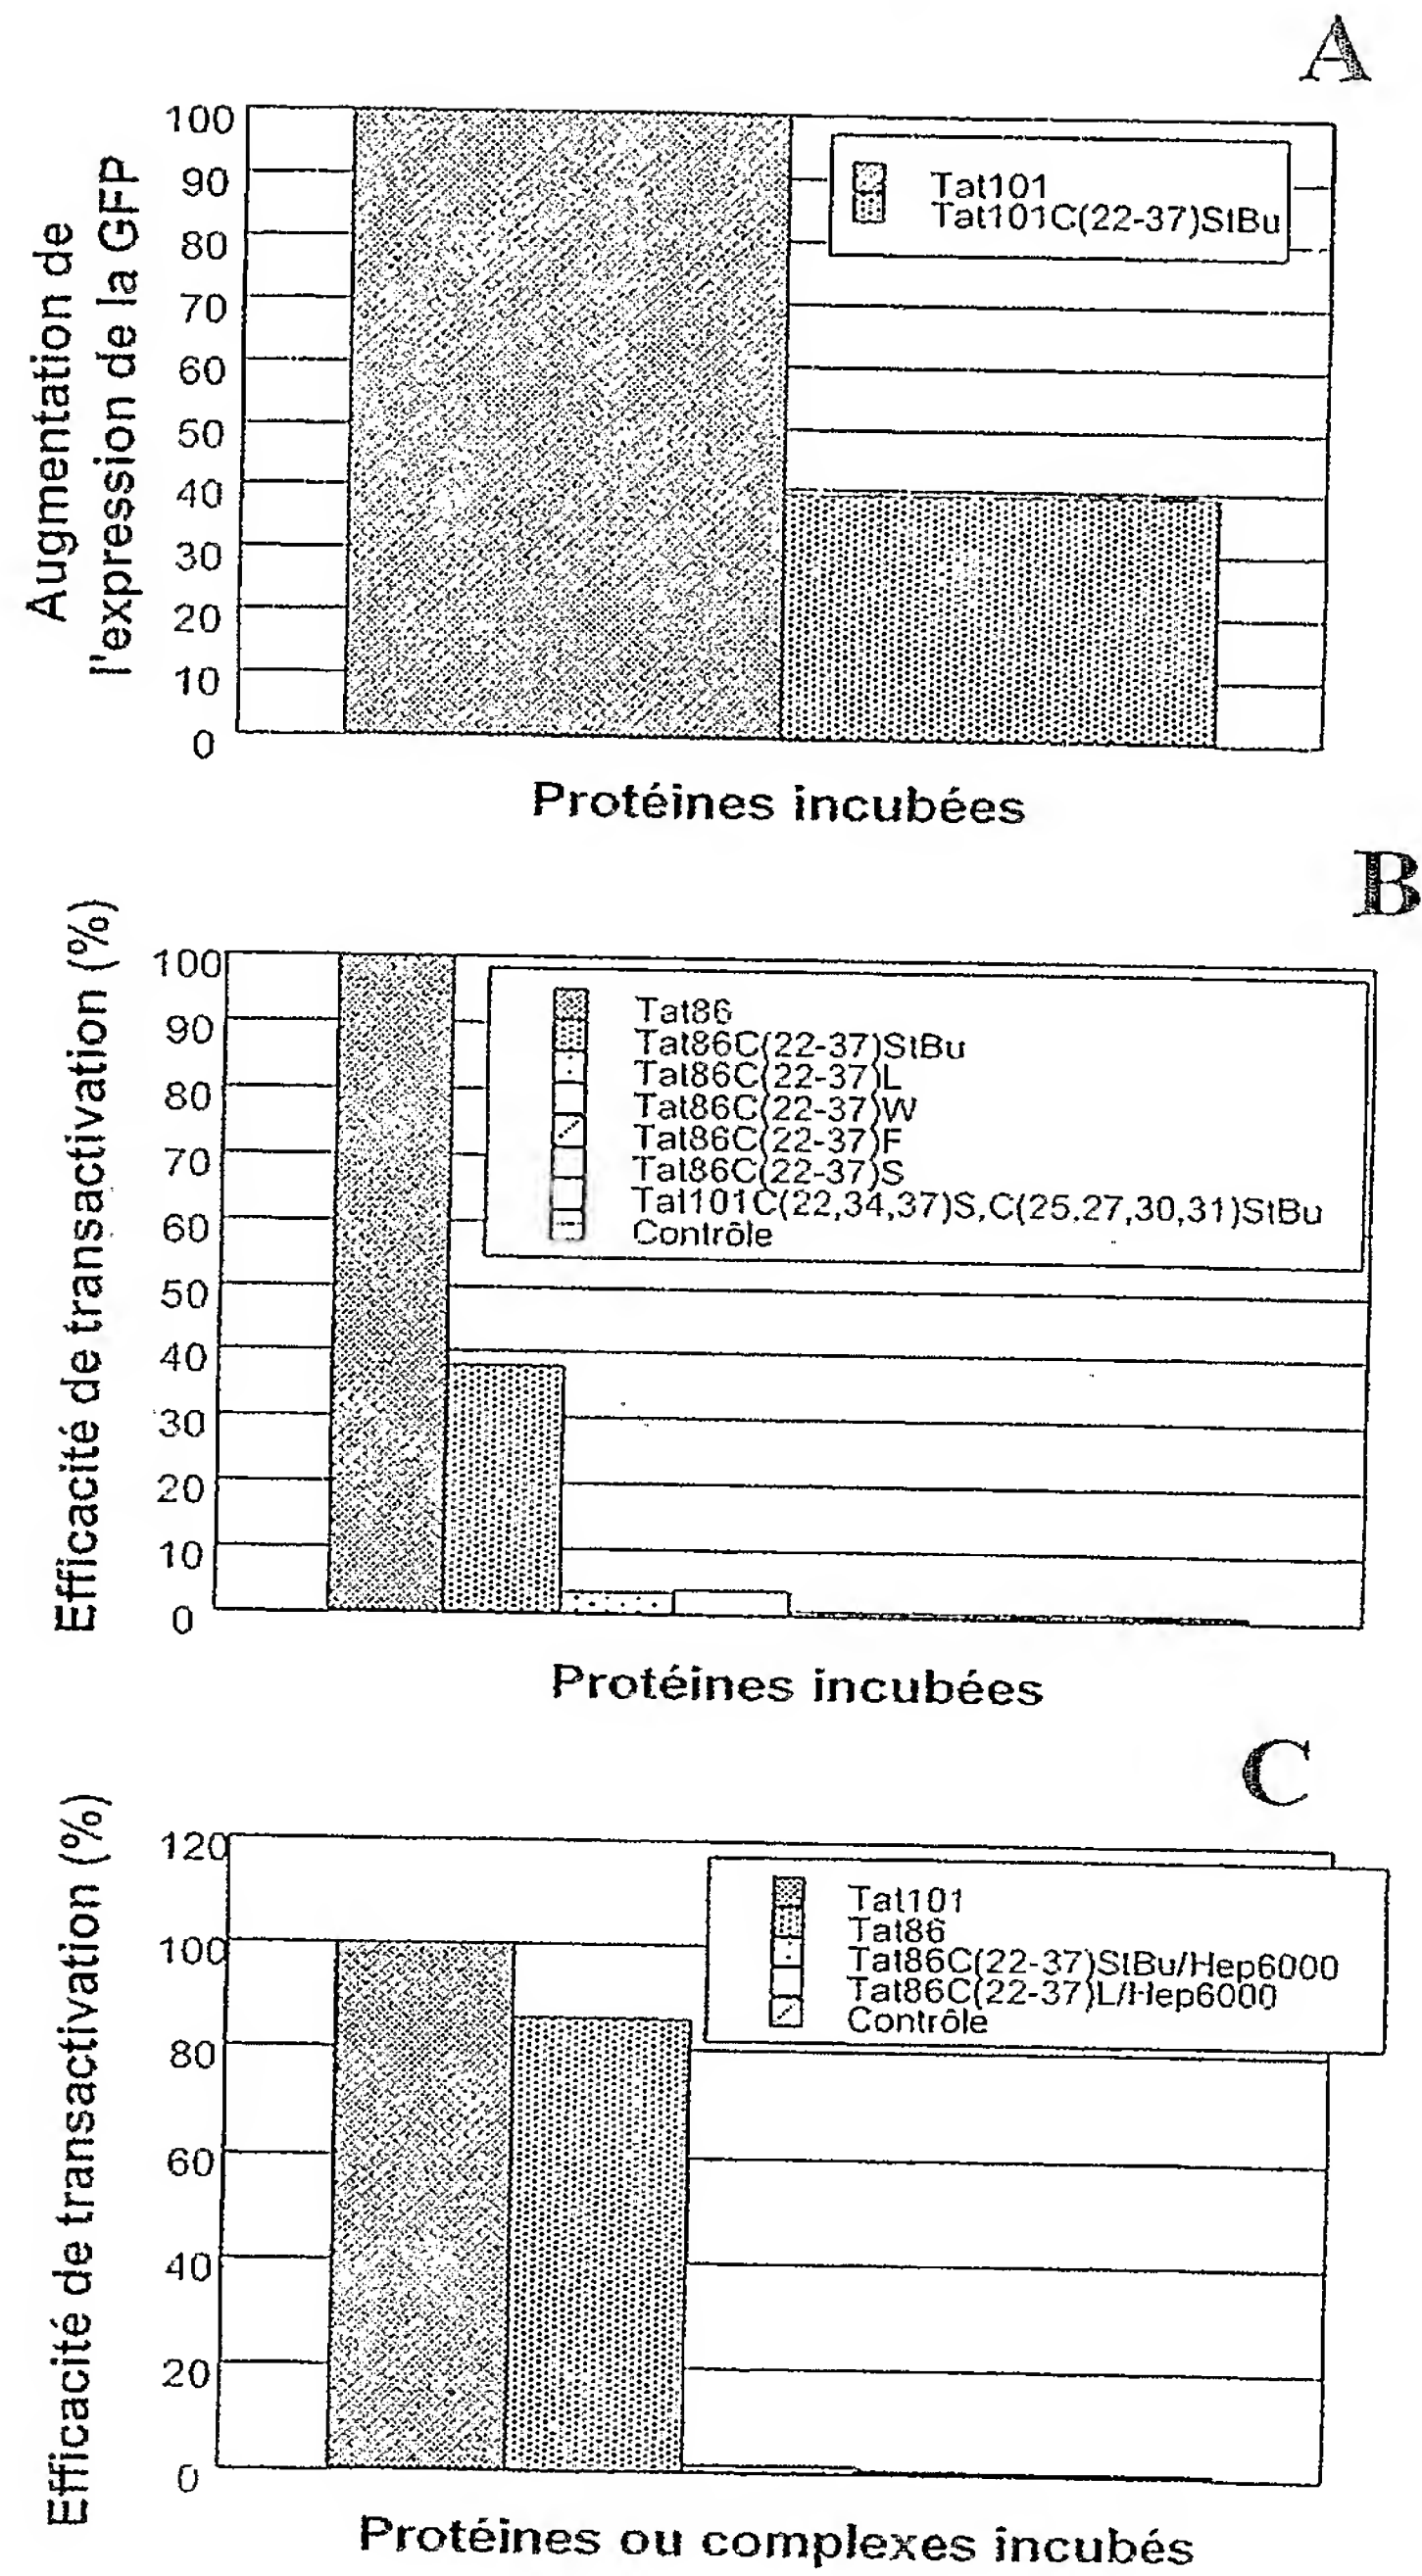 A
Augmentation de
l'expression de la GFP
100
90
80
70
60
50
40
30
20
10
0
Tat101
Tat101C(22-37)StBu
Protéines incubées
B
Efficacité de transactivation (%)
100
90
80
70
60
50
40
30
20
10
0
Tat86
Tat86C(22-37)StBu
Tat86C(22-37)L
Tat86C(22-37)W
Tat86C(22-37)F
Tat86C(22-37)S
Tat101C(22,34,37)S,C(25.27,30,31)StBu
Contrôle
Protéines incubées
C
Efficacité de transactivation (%)
120
100
80
60
40
20
0
Tat101
Tat86
Tat86C(22-37)StBu/Hep6000
Tat86C(22-37)L/Hep6000
Contrôle
Protéines ou complexes incubés